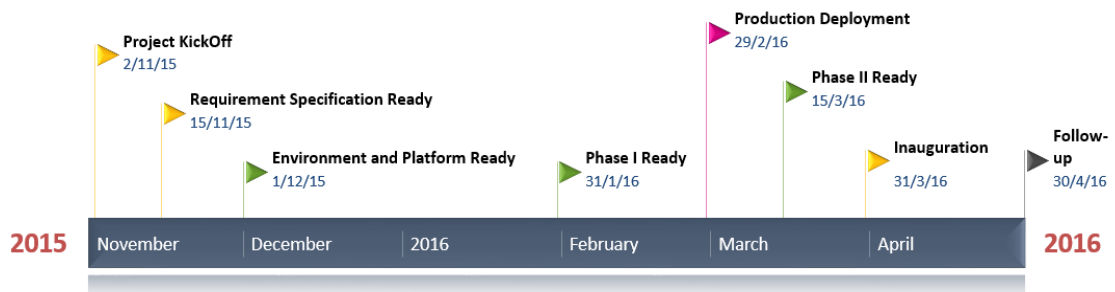 Production Deployment
29/2/16
Project KickOff
2/11/15
Phase II Ready
15/3/16
Requirement Specification Ready
15/11/15
Environment and Platform Ready
1/12/15
Phase I Ready
31/1/16
Inauguration
31/3/16
Follow-
up
30/4/16
2015
November
December
2016
February
March
April
2016